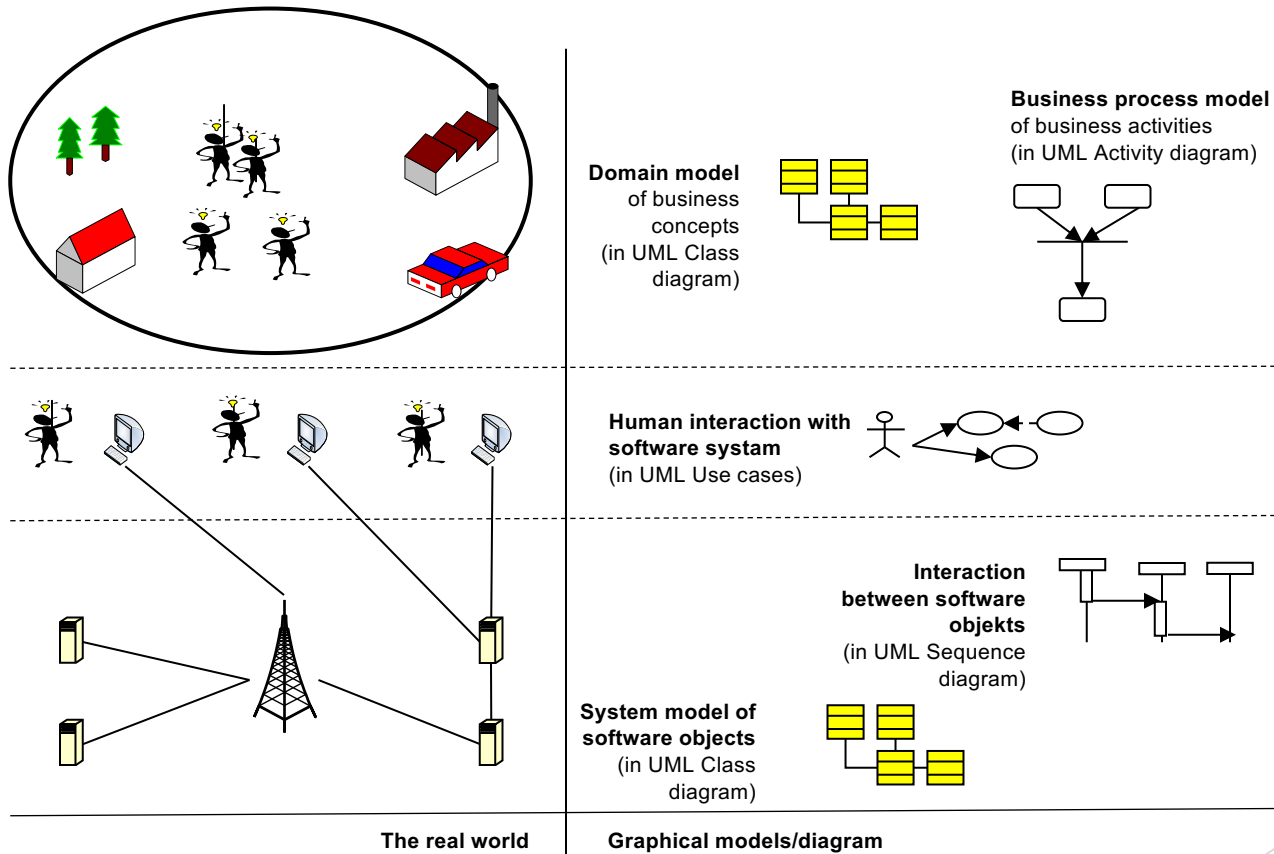 Business process model
of business activities
(in UML Activity diagram)
Domain model
of business
concepts
(in UML Class
diagram)
Human interaction with
software systam
(in UML Use cases)
Interaction
between software
objekts
(in UML Sequence
diagram)
System model of
software objects
(in UML Class
diagram)
The real world
Graphical models/diagram